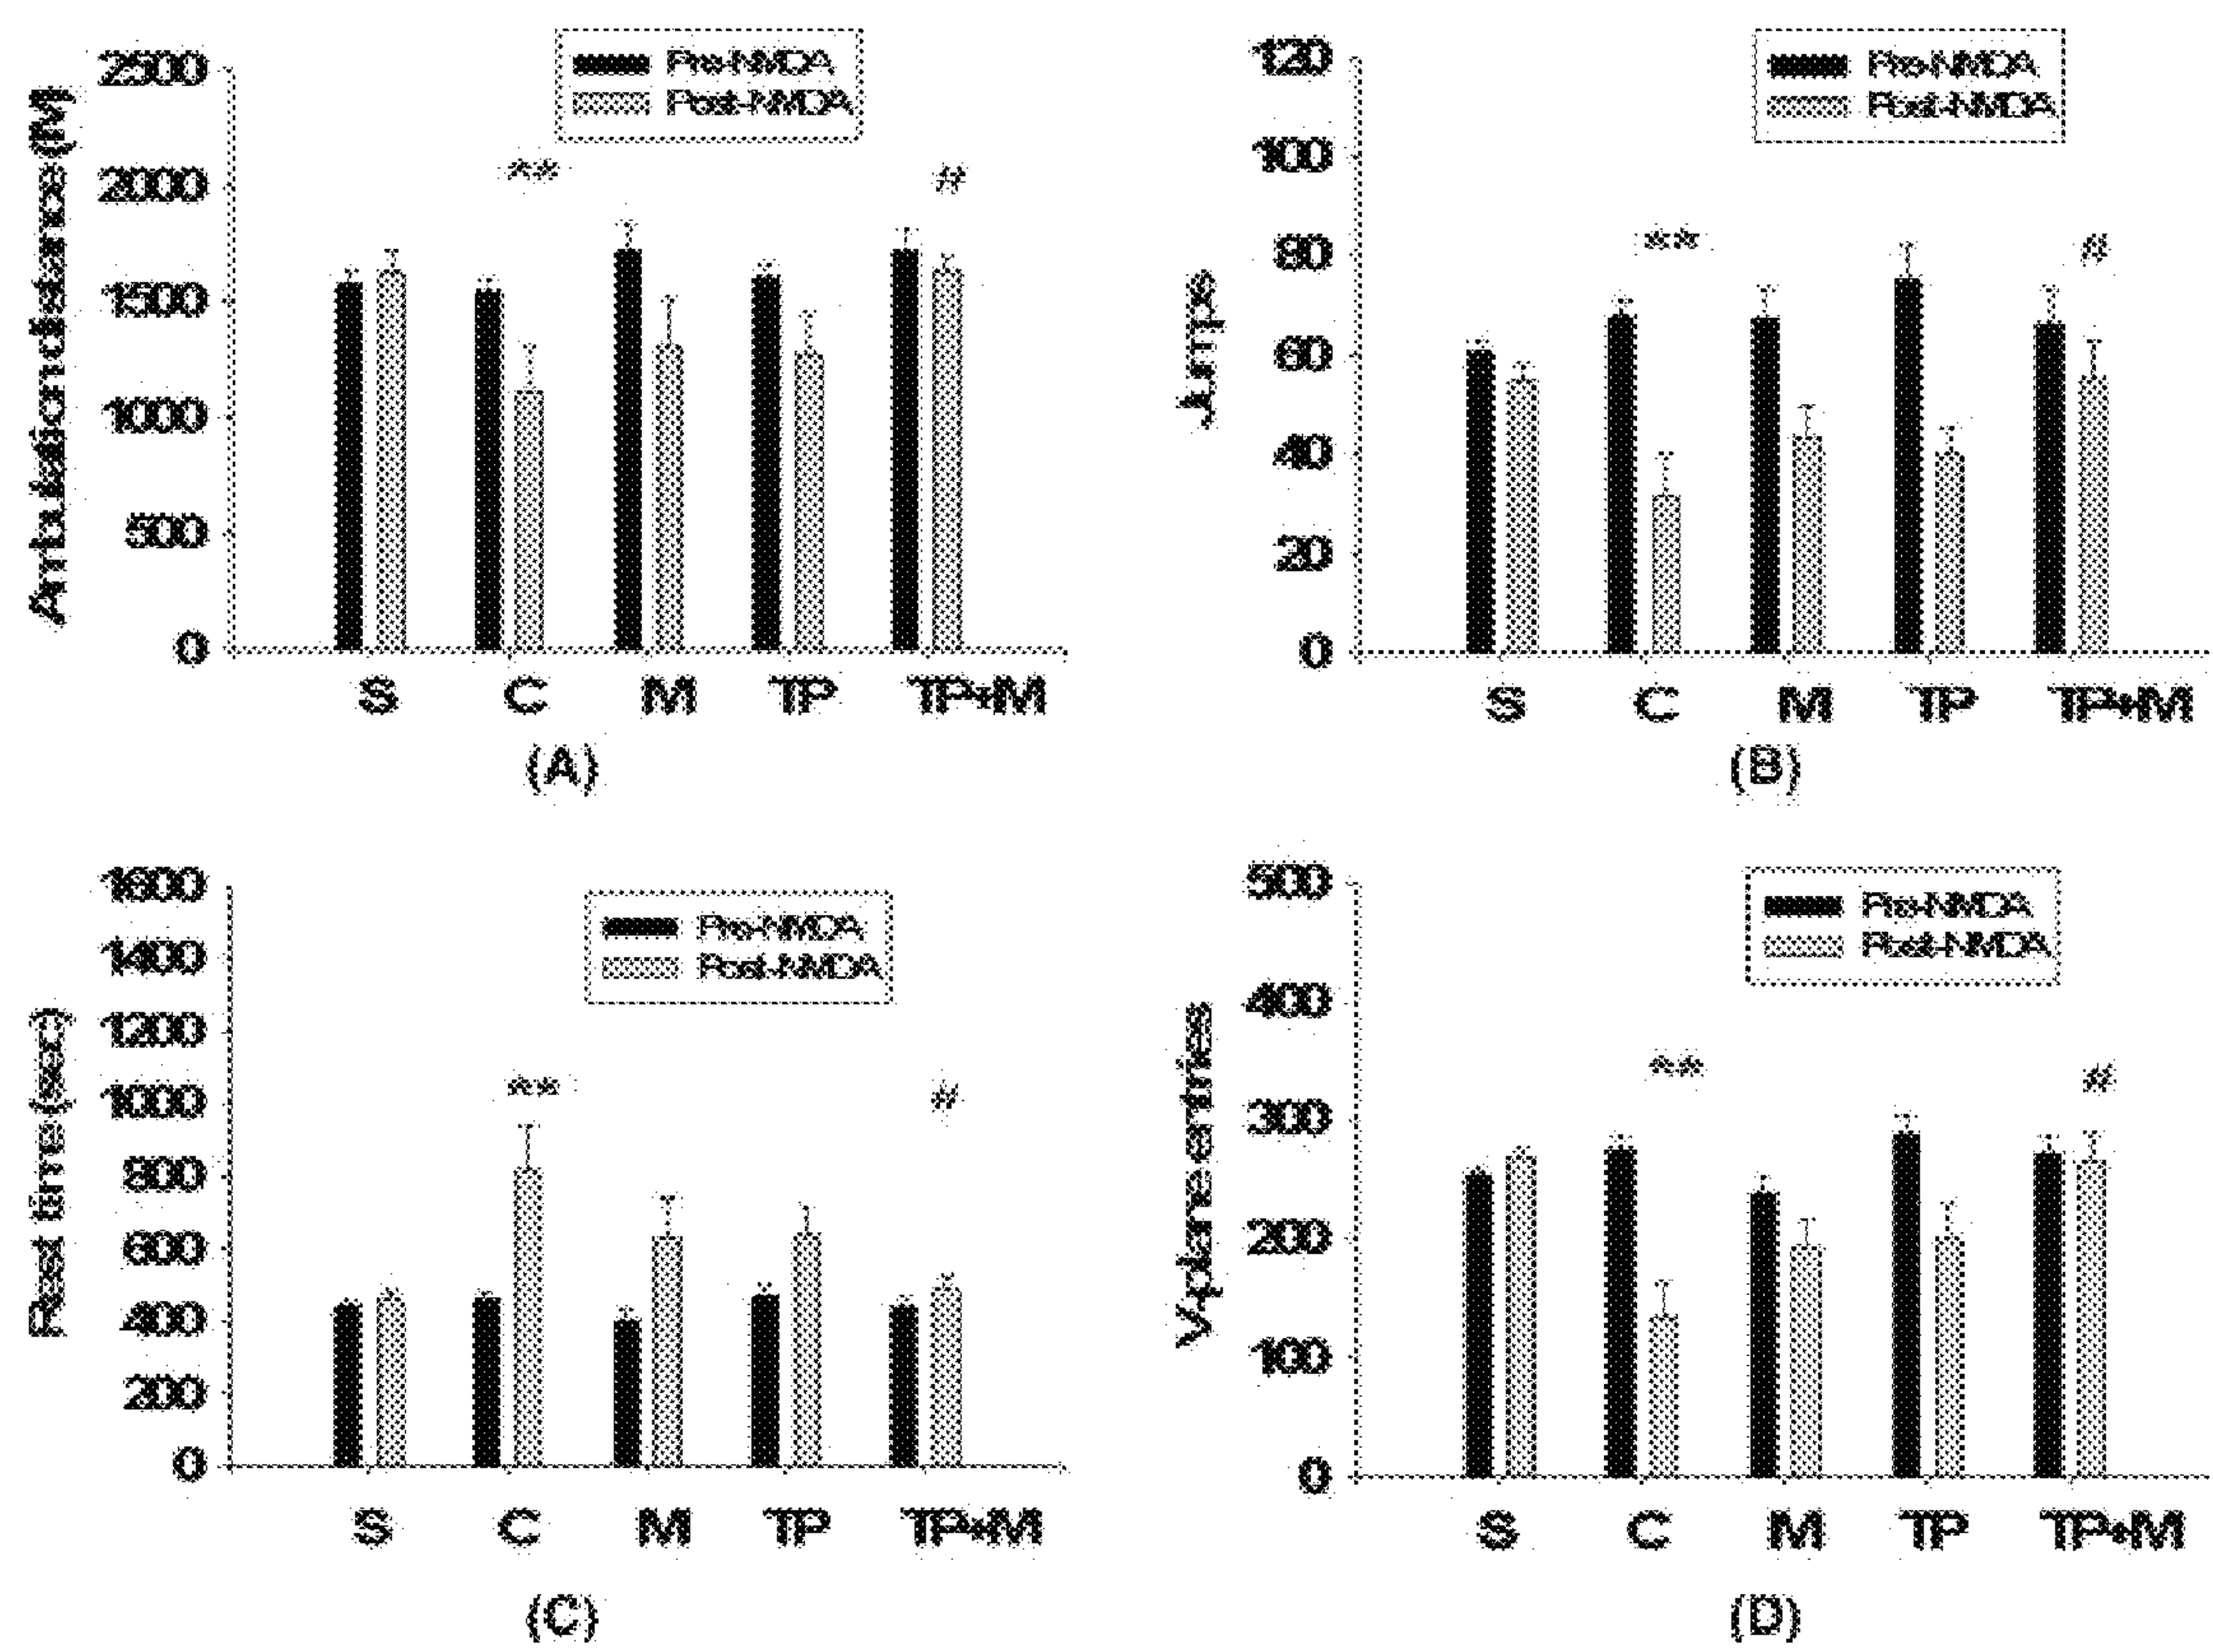 Pre-NMDA
Post-NMDA
Ambulation distance (M)
2500
2000
1500
1000
500
0
**
#
S C M TP TP+M
(A)
Pre-NMDA
Post-NMDA
Jumps
120
100
80
60
40
20
0
**
#
S C M TP TP+M
(B)
Pre-NMDA
Post-NMDA
Rest time (sec)
1600
1400
1200
1000
800
600
400
200
0
**
#
S C M TP TP+M
(C)
Pre-NMDA
Post-NMDA
V-plane entries
500
400
300
200
100
0
**
#
S C M TP TP+M
(D)